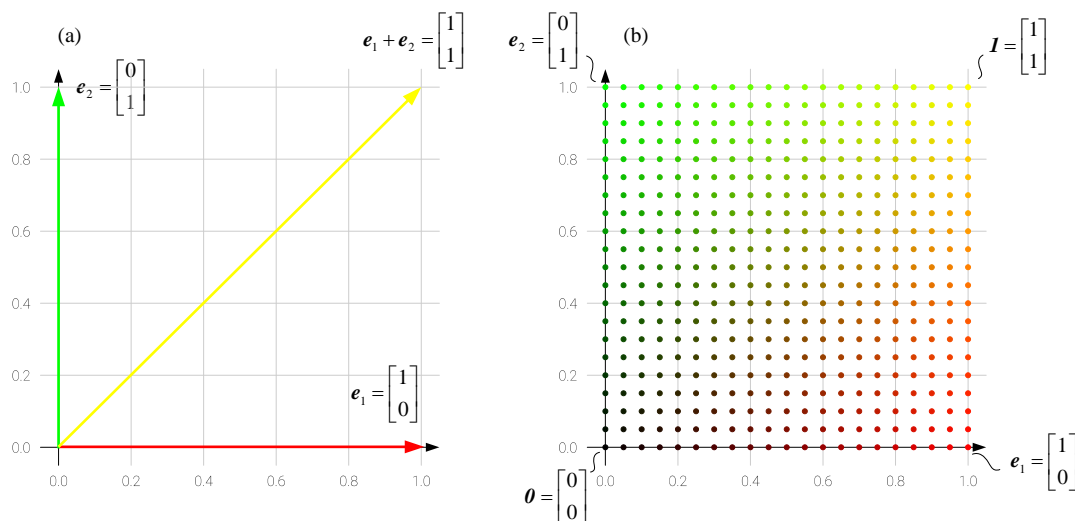 (a)
e₁ + e₂ = [1 1]
e₂ = [0 1]
1.0
0.8
0.6
0.4
0.2
0.0
e₁ = [1 0]
0.0 0.2 0.4 0.6 0.8 1.0
(b)
e₂ = [0 1]
1 = [1 1]
1.0
0.8
0.6
0.4
0.2
0.0
0.0 0.2 0.4 0.6 0.8 1.0
0 = [0 0]
e₁ = [1 0]